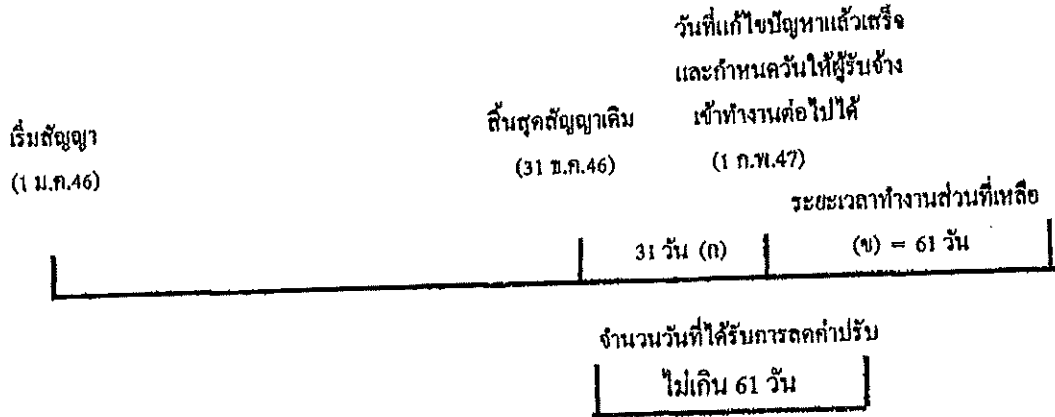 วันที่แก้ไขปัญหาแล้วเสร็จ
และกำหนดวันให้ผู้รับจ้าง
เข้าทำงานต่อไปได้
(1 ก.พ.47)
สิ้นสุดสัญญาเดิม
(31 ธ.ค.46)
เริ่มสัญญา
(1 ม.ค.46)
ระยะเวลาทำงานส่วนที่เหลือ
31 วัน (ก)
(ข) = 61 วัน
จำนวนวันที่ได้รับการลดค่าปรับ
ไม่เกิน 61 วัน